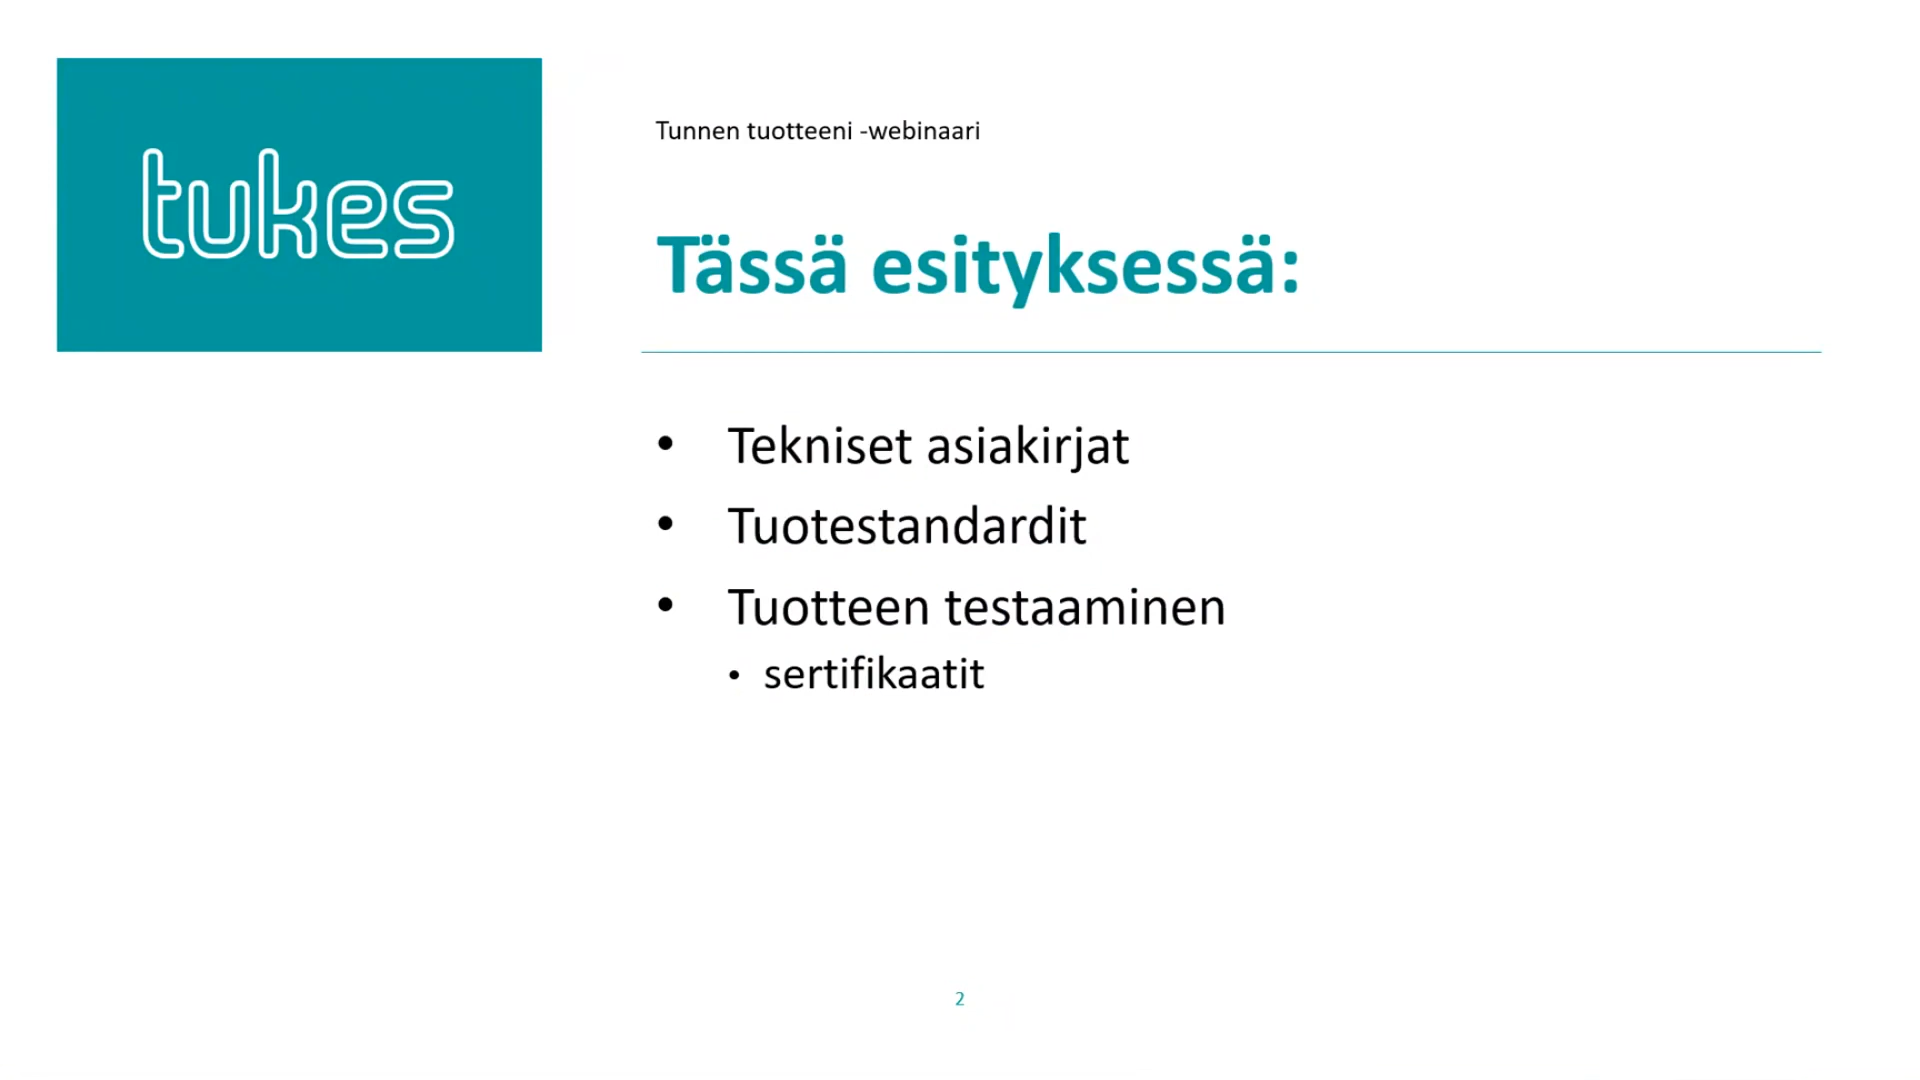 tukes
Tunnen tuotteeni -webinaari
Tässä esityksessä:
• Tekniset asiakirjat
• Tuotestandardit
• Tuotteen testaaminen
• sertifikaatit
2